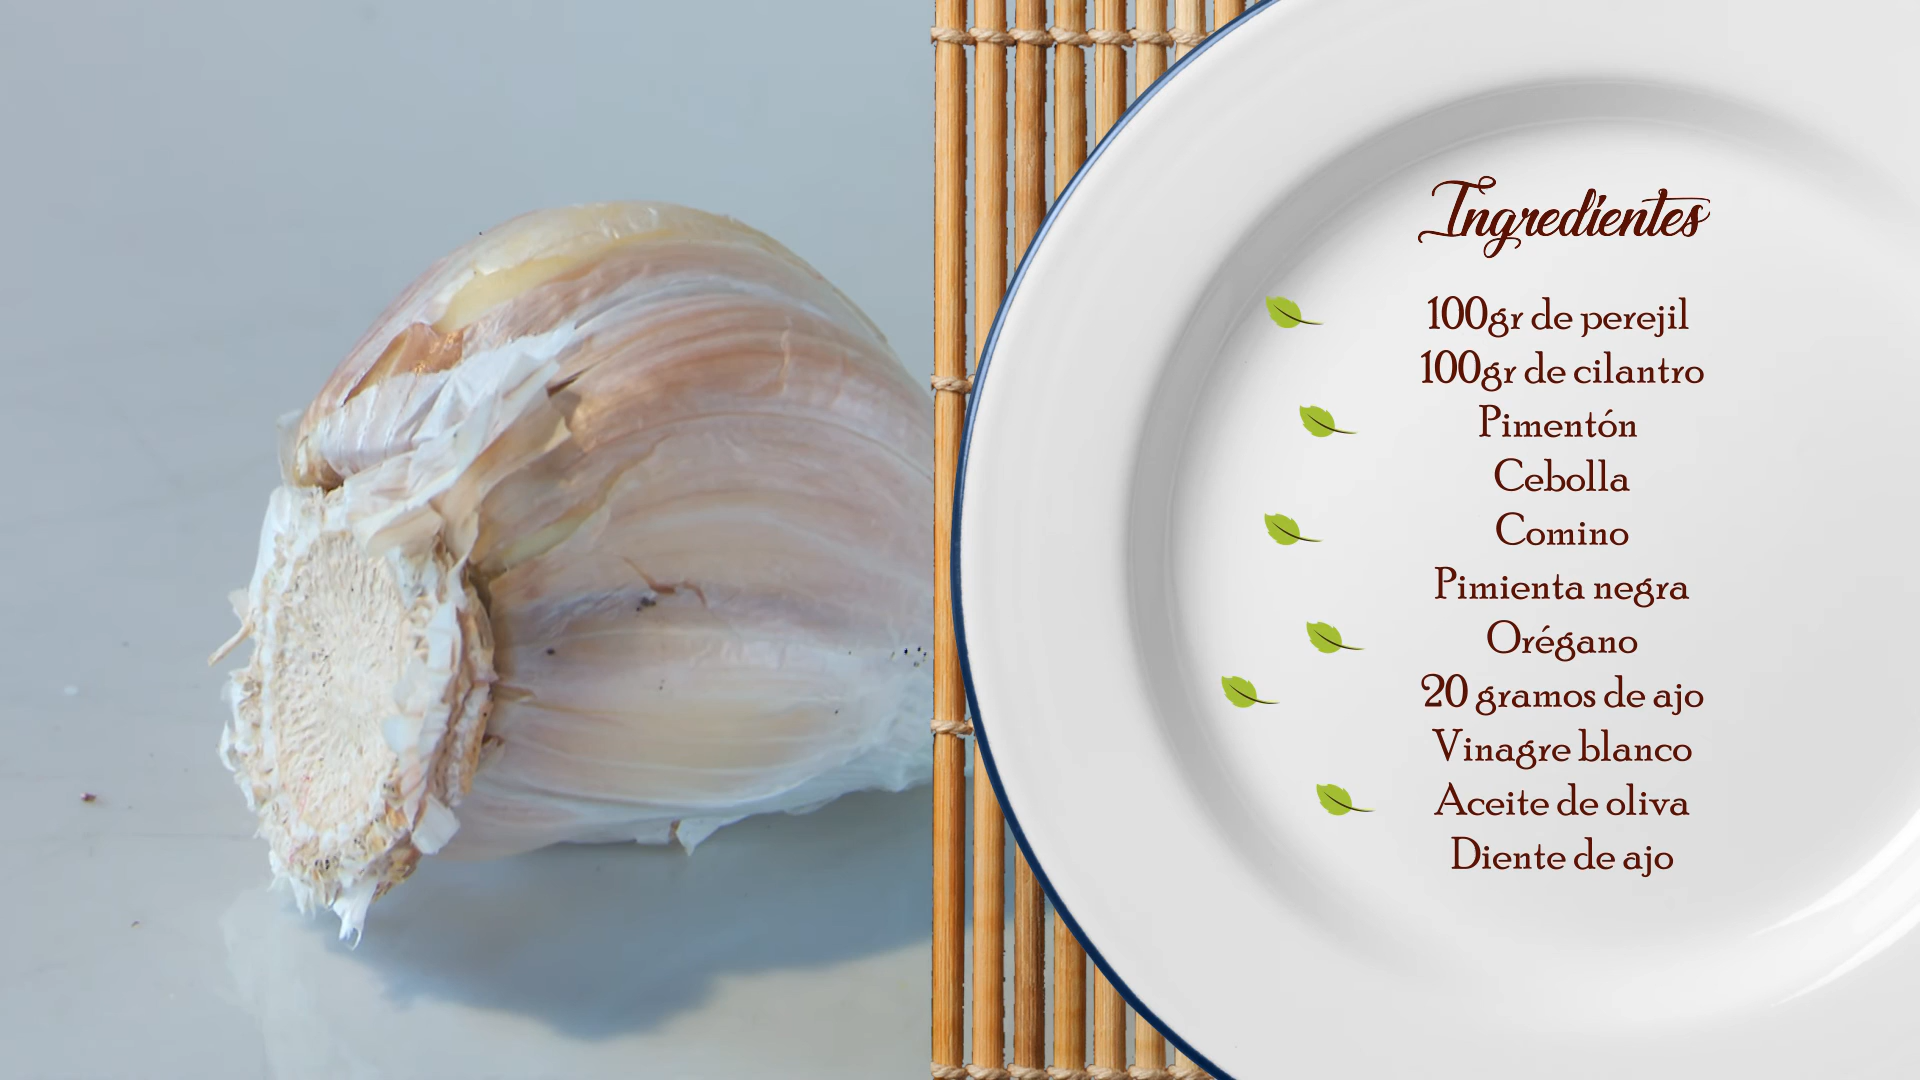 Ingredientes
100gr de perejil
100gr de cilantro
Pimentón
Cebolla
Comino
Pimienta negra
Orégano
20 gramos de ajo
Vinagre blanco
Aceite de oliva
Diente de ajo